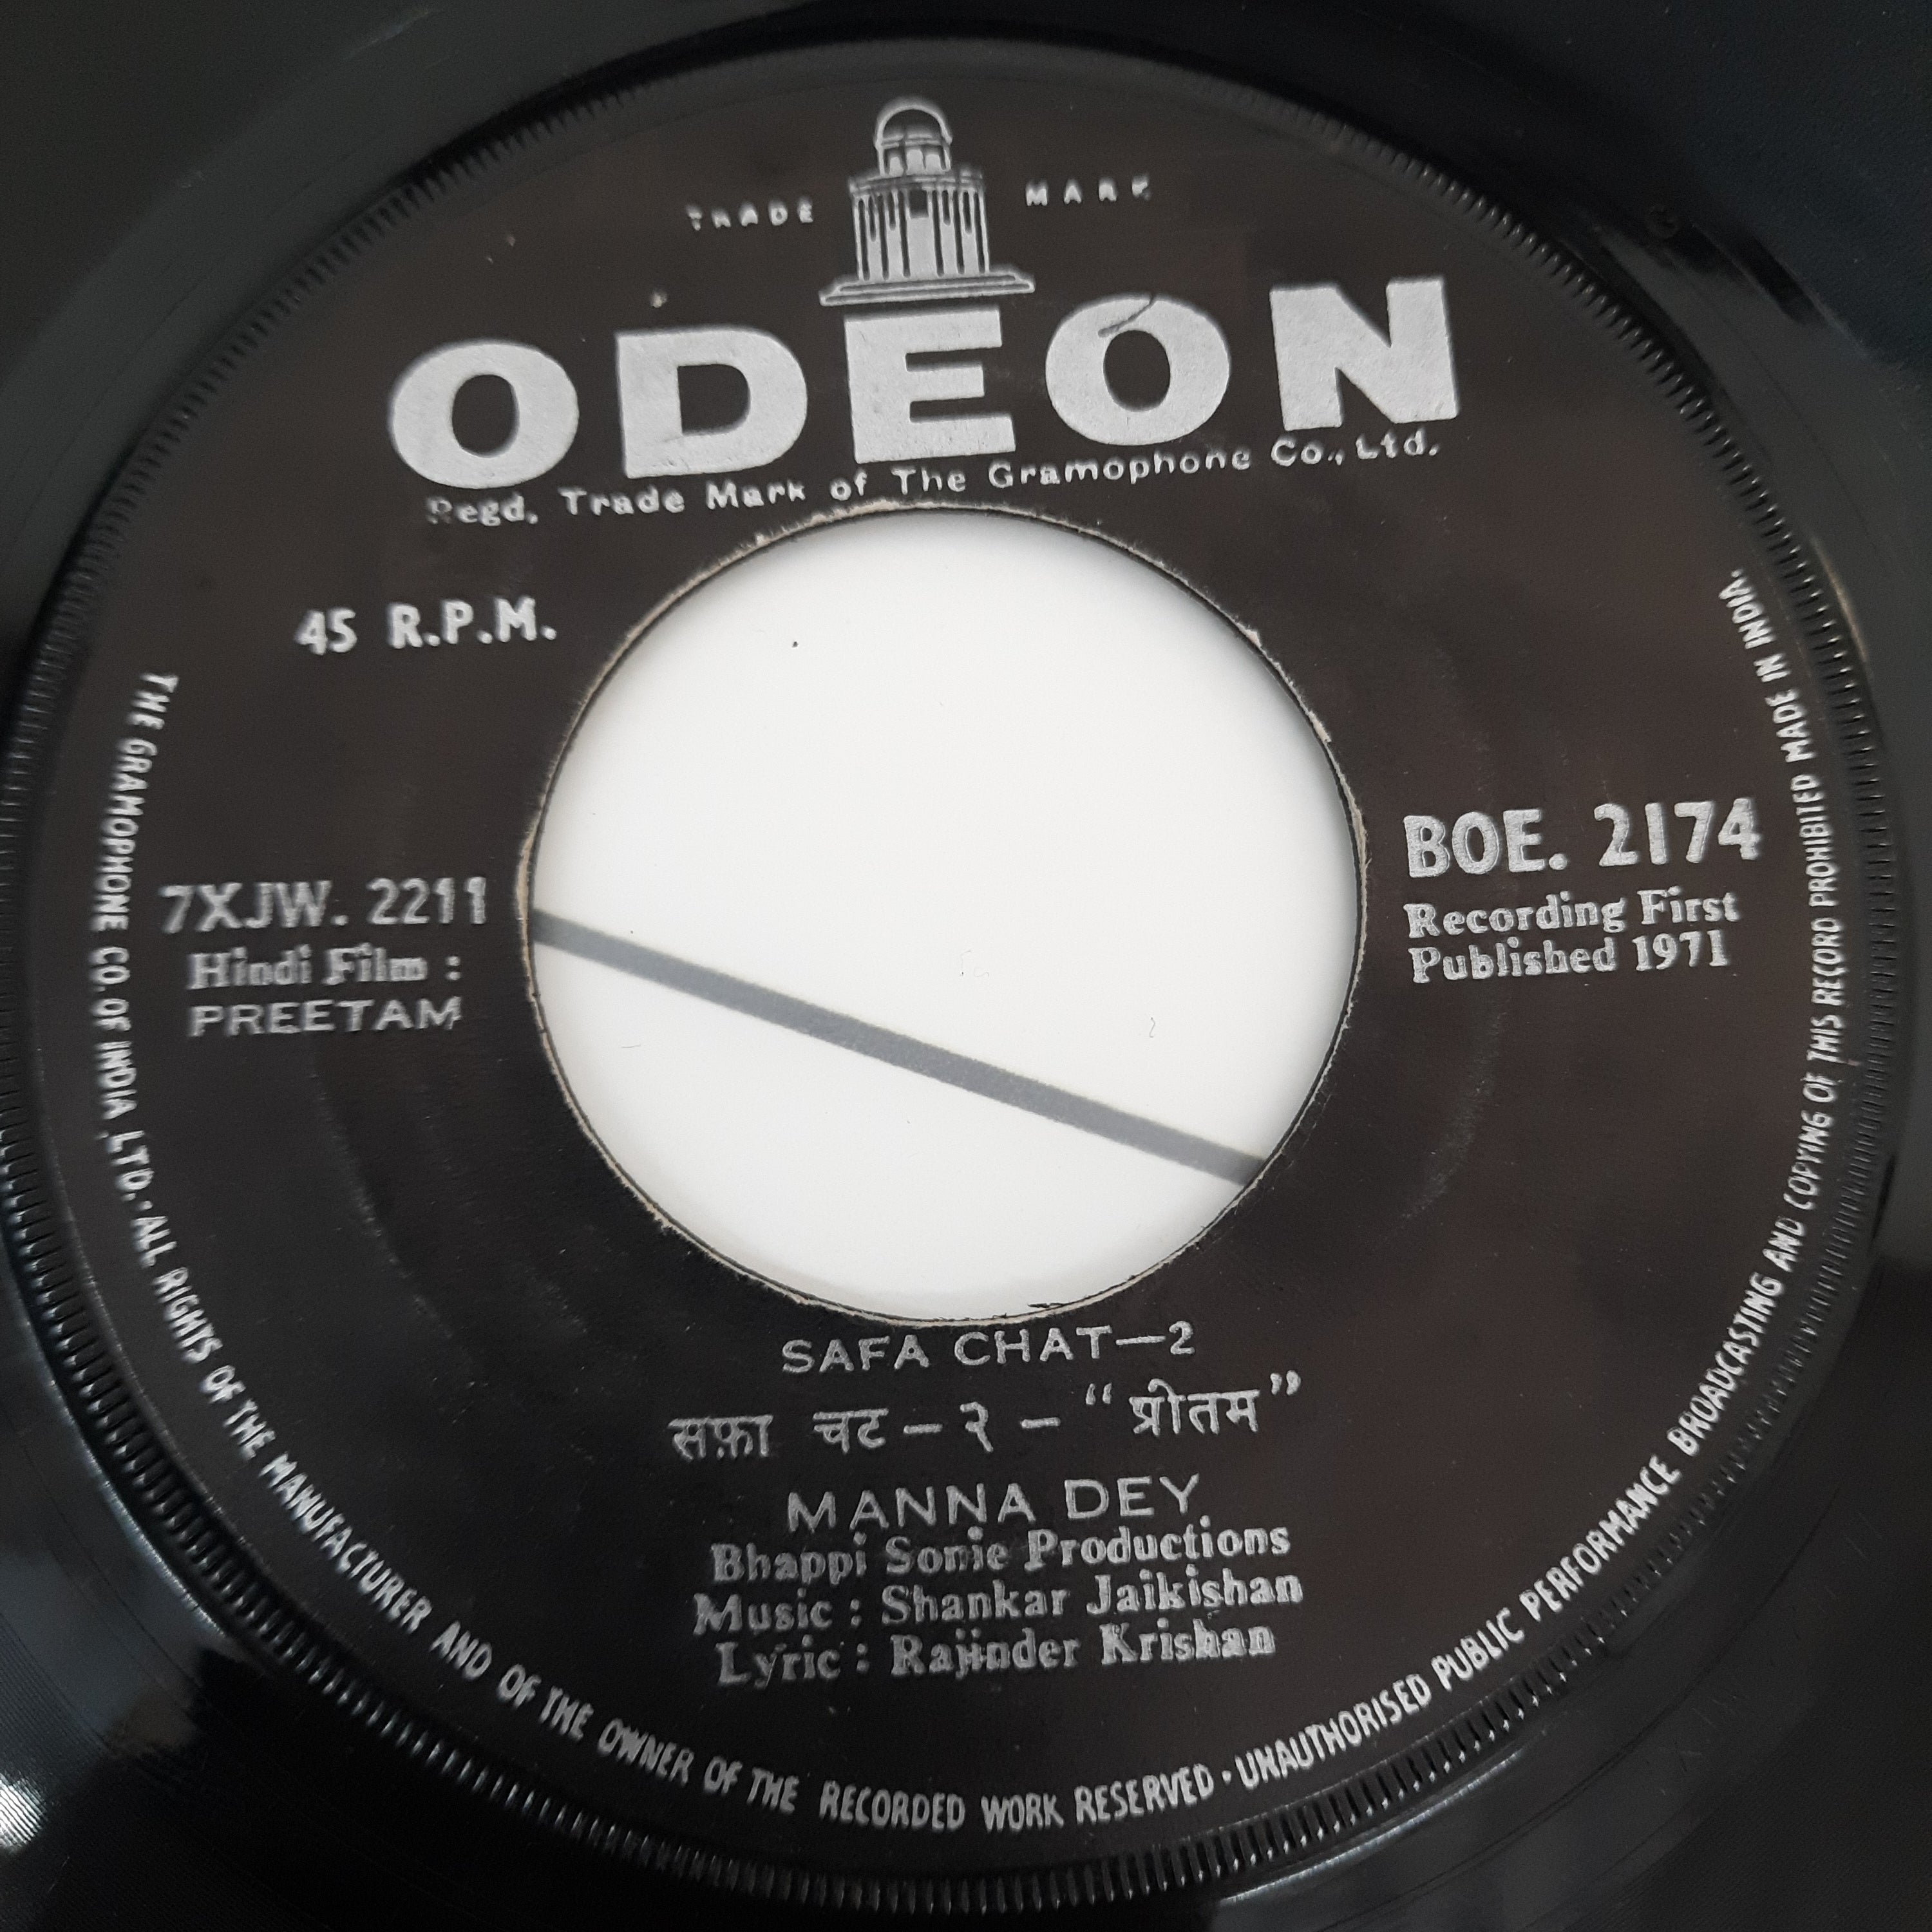 TRADE MARK
ODEON
Regd. Trade Mark of The Gramophone Co., Ltd.
45 R.P.M.
7XJW. 2211
Hindi Film :
PREETAM
BOE. 2174
Recording First
Published 1971
SAFA CHAT—2
सफ़ा चट – २ – “प्रीतम”
MANNA DEY
Bhappi Sonie Productions
Music : Shankar Jaikishan
Lyric : Rajinder Krishan
THE GRAMOPHONE CO. OF INDIA LTD. · ALL RIGHTS OF THE MANUFACTURER AND OF THE OWNER OF THE RECORDED WORK RESERVED · UNAUTHORISED PUBLIC PERFORMANCE BROADCASTING AND COPYING OF THIS RECORD PROHIBITED MADE IN INDIA.